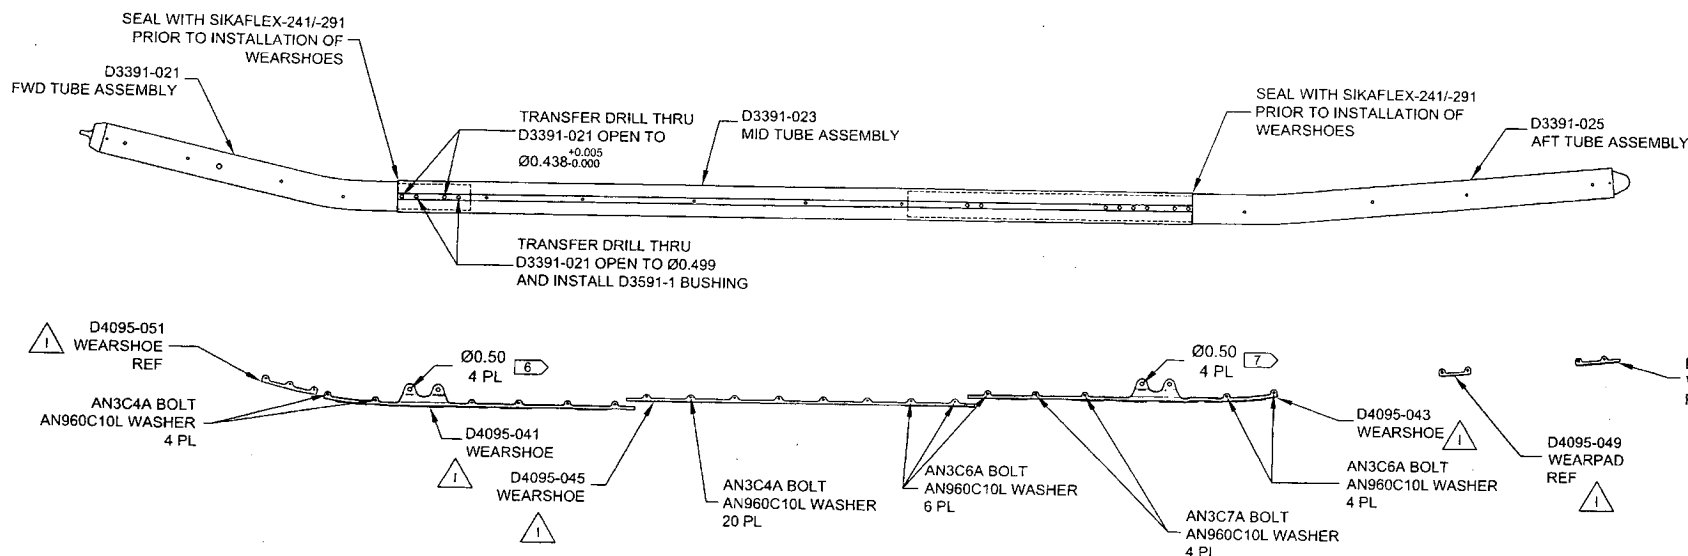 SEAL WITH SIKAFLEX-241/-291
PRIOR TO INSTALLATION OF
WEARSHOES
D3391-021
FWD TUBE ASSEMBLY
TRANSFER DRILL THRU
D3391-021 OPEN TO
Ø0.438 +0.005 -0.000
D3391-023
MID TUBE ASSEMBLY
SEAL WITH SIKAFLEX-241/-291
PRIOR TO INSTALLATION OF
WEARSHOES
D3391-025
AFT TUBE ASSEMBLY
TRANSFER DRILL THRU
D3391-021 OPEN TO Ø0.499
AND INSTALL D3591-1 BUSHING
D4095-051
WEARSHOE
REF
1
Ø0.50
4 PL
6
AN3C4A BOLT
AN960C10L WASHER
4 PL
D4095-041
WEARSHOE
1
D4095-045
WEARSHOE
1
AN3C4A BOLT
AN960C10L WASHER
20 PL
AN3C6A BOLT
AN960C10L WASHER
6 PL
Ø0.50
4 PL
7
AN3C7A BOLT
AN960C10L WASHER
4 PL
D4095-043
WEARSHOE
1
AN3C6A BOLT
AN960C10L WASHER
4 PL
D4095-049
WEARPAD
REF
1